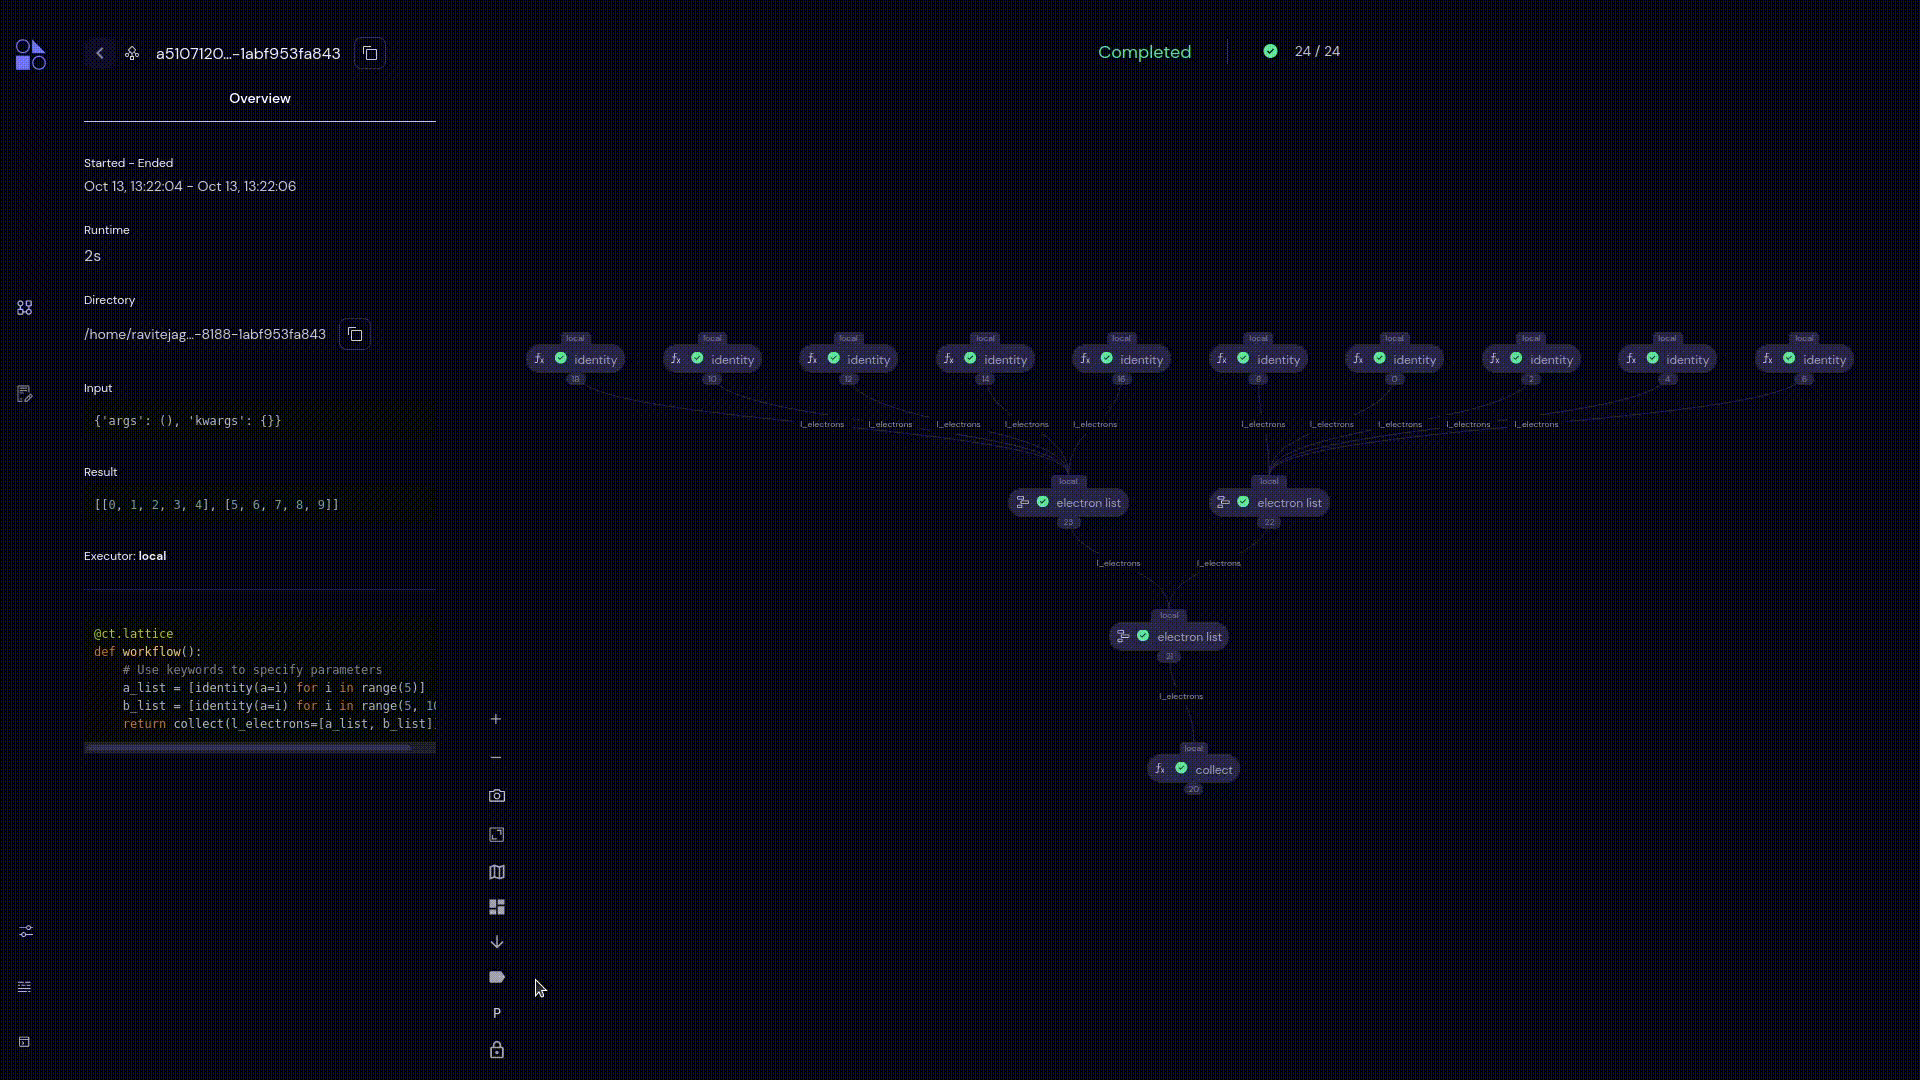 a5107120...-1abf953fa843
Completed
24 / 24
Overview
Started - Ended
Oct 13, 13:22:04 - Oct 13, 13:22:06
Runtime
2s
Directory
/home/ravitejag...-8188-1abf953fa843
Input
{'args': (), 'kwargs': {}}
Result
[[0, 1, 2, 3, 4], [5, 6, 7, 8, 9]]
Executor: local
@ct.lattice
def workflow():
# Use keywords to specify parameters
a_list = [identity(a=i) for i in range(5)]
b_list = [identity(a=i) for i in range(5, 10
return collect(l_electrons=[a_list, b_list]
local local local local local local local local local local
identity identity identity identity identity identity identity identity identity identity
18 10 12 14 16 8 0 2 4 6
l_electrons l_electrons l_electrons l_electrons l_electrons l_electrons l_electrons l_electrons l_electrons l_electrons
local local
electron list electron list
23 22
l_electrons l_electrons
local
electron list
l_electrons
local
collect
20
P